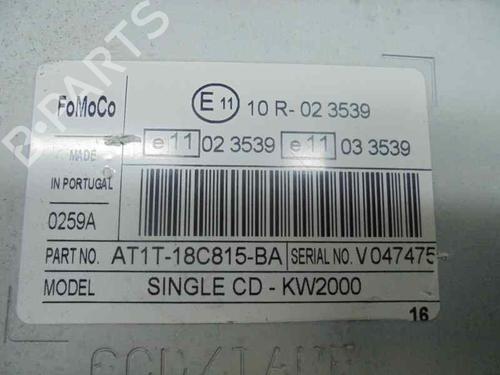 FoMoCo
E 11 10 R- 02 3539
MADE
e 11 02 3539 e 11 03 3539
IN PORTUGAL
0259A
PART NO. AT1T-18C815-BA SERIAL NO. V 047475
MODEL SINGLE CD - KW2000
16
B-PARTS